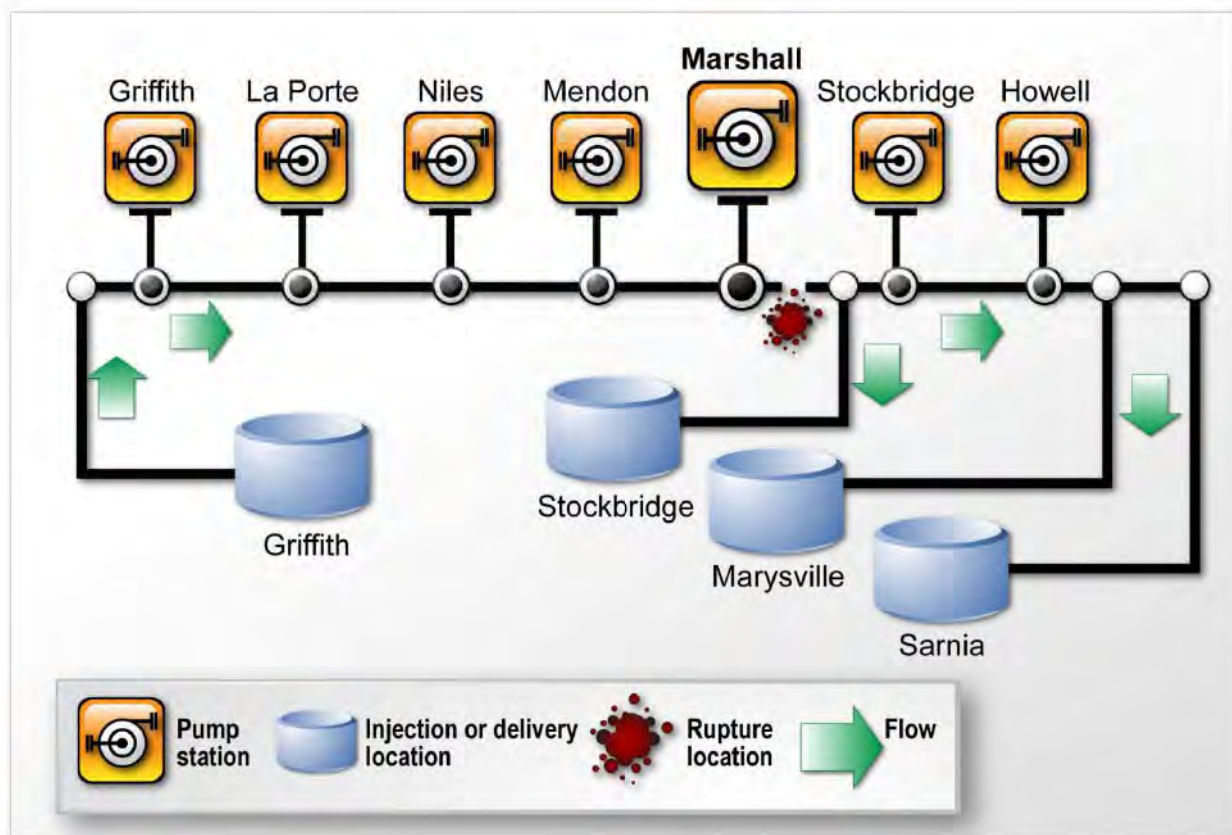 Marshall
Griffith
La Porte
Niles
Mendon
Stockbridge
Howell
Griffith
Stockbridge
Marysville
Sarnia
Pump
station
Injection or delivery
location
Rupture
location
Flow